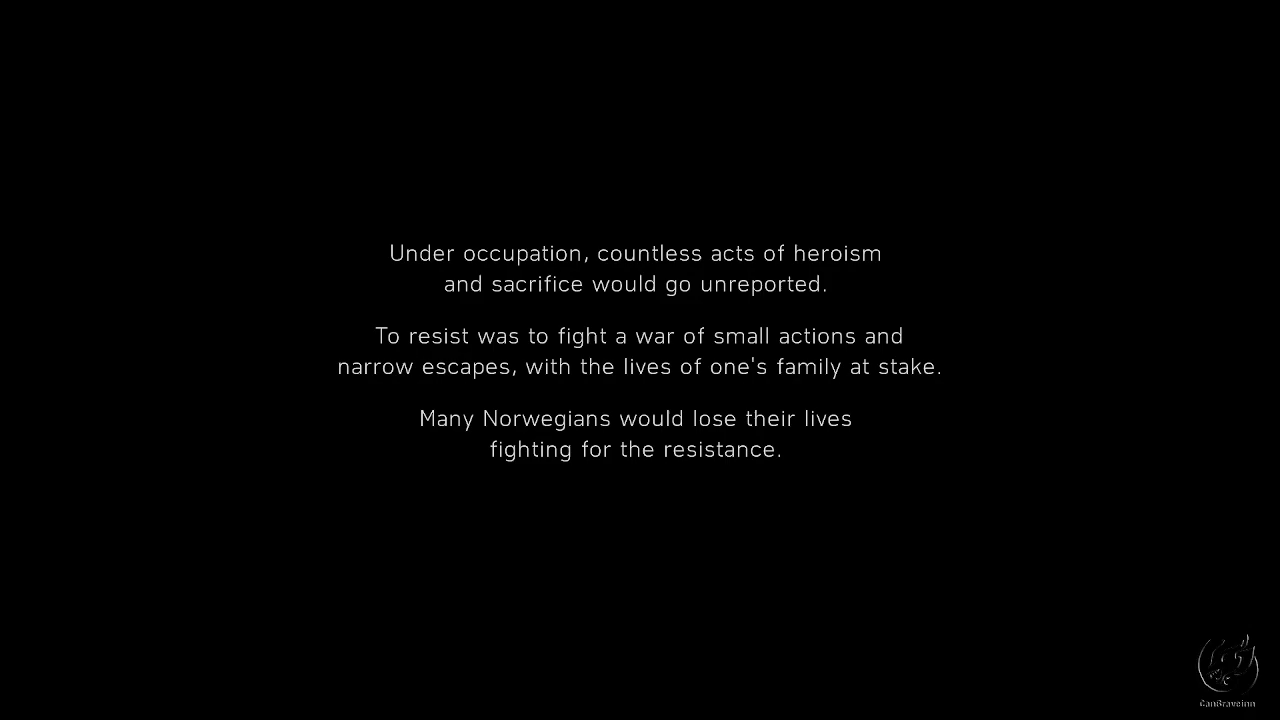 Under occupation, countless acts of heroism
and sacrifice would go unreported.
To resist was to fight a war of small actions and
narrow escapes, with the lives of one's family at stake.
Many Norwegians would lose their lives
fighting for the resistance.